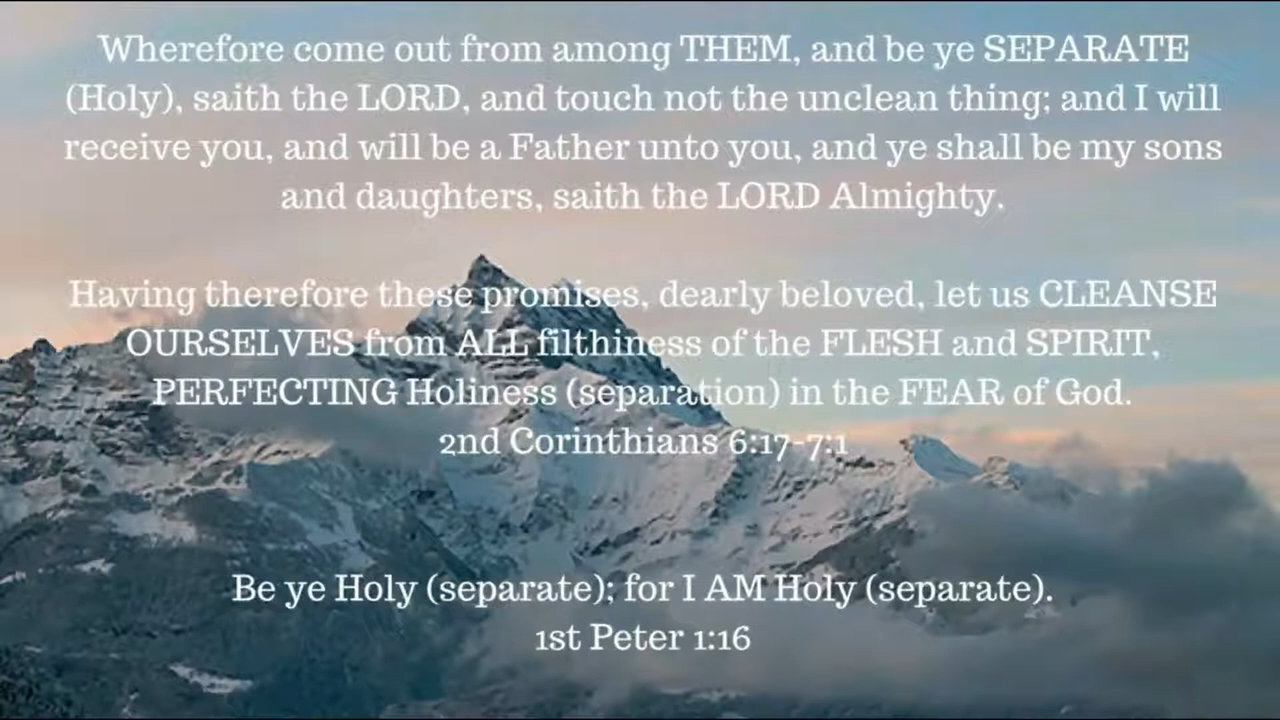 Wherefore come out from among THEM, and be ye SEPARATE
(Holy), saith the LORD, and touch not the unclean thing; and I will
receive you, and will be a Father unto you, and ye shall be my sons
and daughters, saith the LORD Almighty.
Having therefore these promises, dearly beloved, let us CLEANSE
OURSELVES from ALL filthiness of the FLESH and SPIRIT,
PERFECTING Holiness (separation) in the FEAR of God.
2nd Corinthians 6:17-7:1
Be ye Holy (separate); for I AM Holy (separate).
1st Peter 1:16